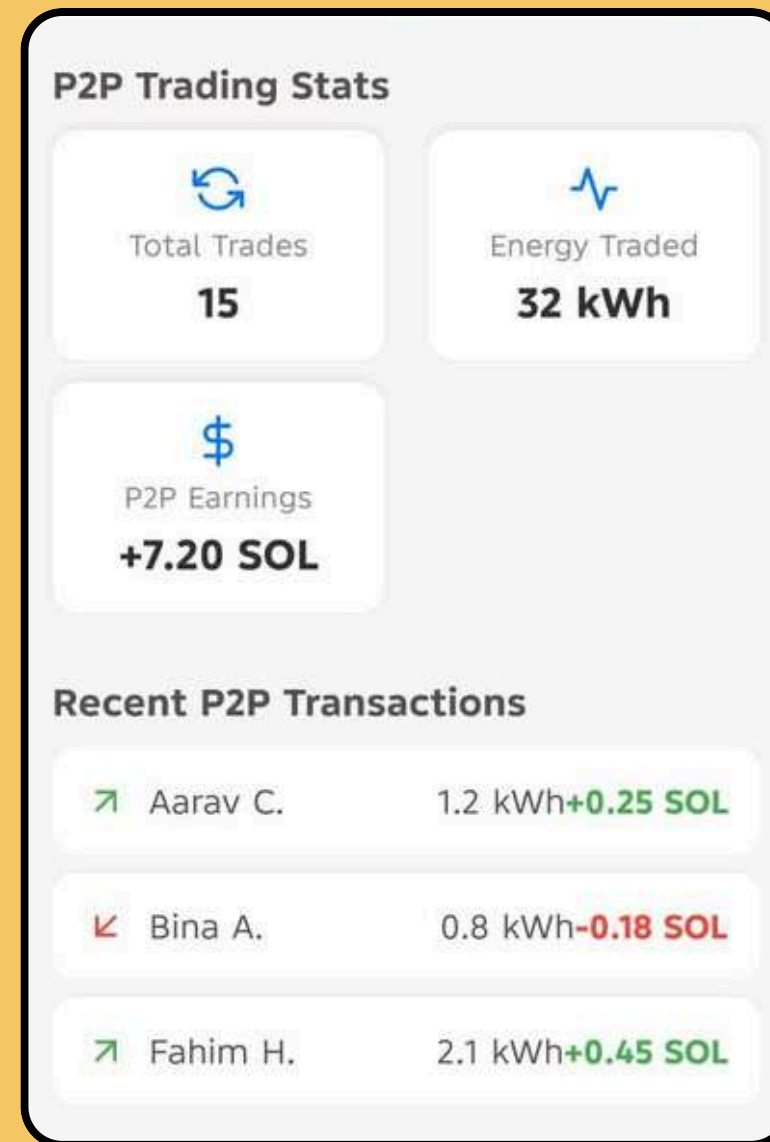 P2P Trading Stats
Total Trades
15
Energy Traded
32 kWh
P2P Earnings
+7.20 SOL
Recent P2P Transactions
Aarav C. 1.2 kWh+0.25 SOL
Bina A. 0.8 kWh-0.18 SOL
Fahim H. 2.1 kWh+0.45 SOL